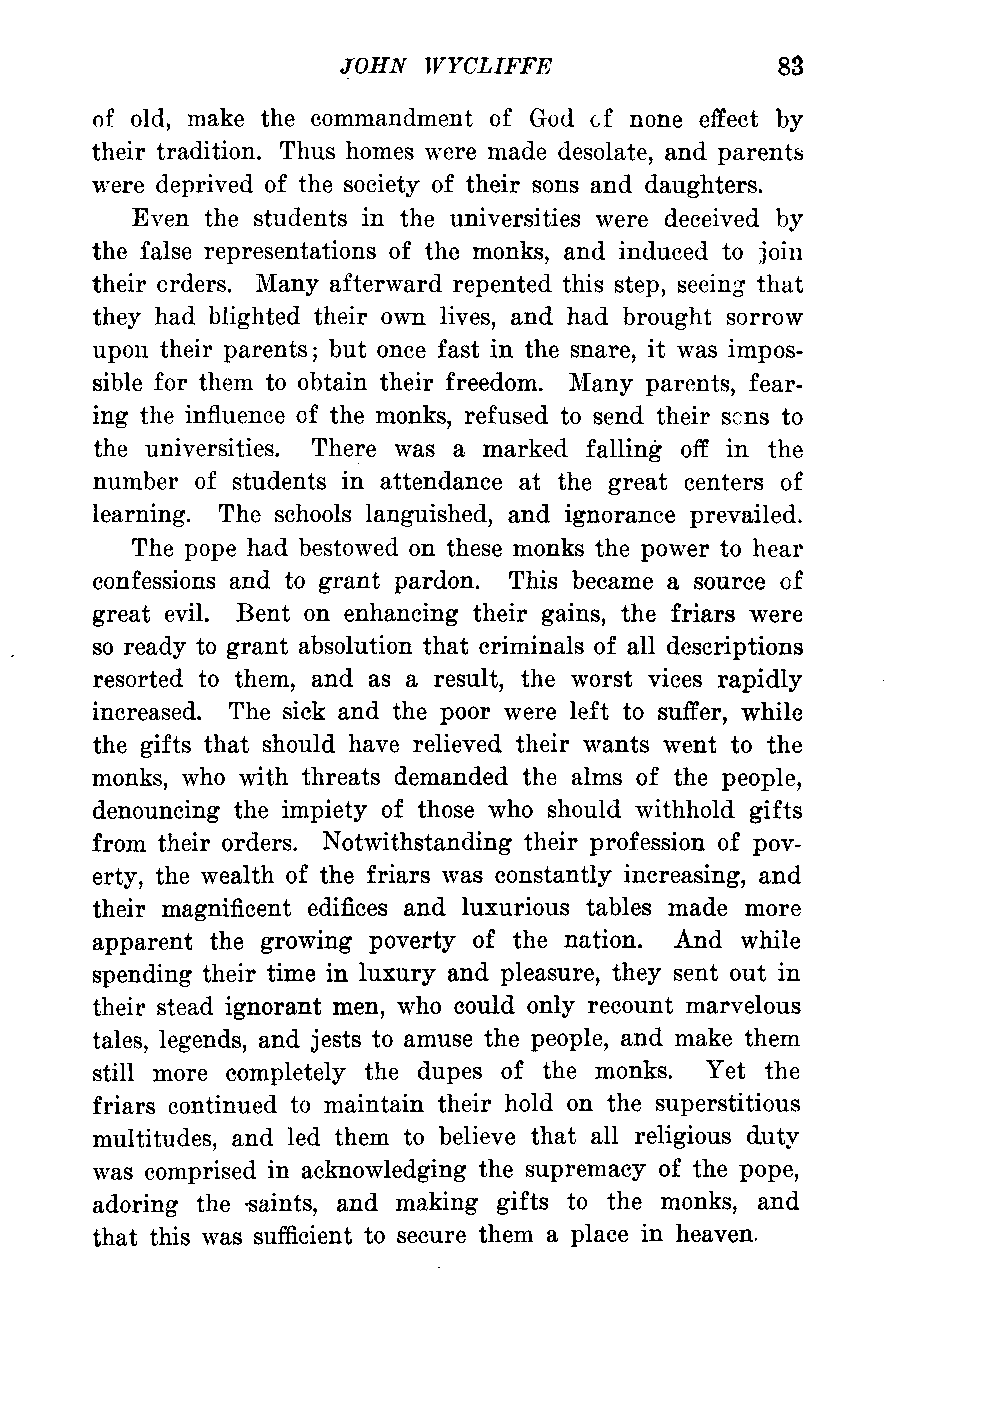 JOHN WYCLIFFE 83
of old, make the commandment of God of none effect by
their tradition. Thus homes were made desolate, and parents
were deprived of the society of their sons and daughters.
Even the students in the universities were deceived by
the false representations of the monks, and induced to join
their orders. Many afterward repented this step, seeing that
they had blighted their own lives, and had brought sorrow
upon their parents; but once fast in the snare, it was impos-
sible for them to obtain their freedom. Many parents, fear-
ing the influence of the monks, refused to send their sons to
the universities. There was a marked falling off in the
number of students in attendance at the great centers of
learning. The schools languished, and ignorance prevailed.
The pope had bestowed on these monks the power to hear
confessions and to grant pardon. This became a source of
great evil. Bent on enhancing their gains, the friars were
so ready to grant absolution that criminals of all descriptions
resorted to them, and as a result, the worst vices rapidly
increased. The sick and the poor were left to suffer, while
the gifts that should have relieved their wants went to the
monks, who with threats demanded the alms of the people,
denouncing the impiety of those who should withhold gifts
from their orders. Notwithstanding their profession of pov-
erty, the wealth of the friars was constantly increasing, and
their magnificent edifices and luxurious tables made more
apparent the growing poverty of the nation. And while
spending their time in luxury and pleasure, they sent out in
their stead ignorant men, who could only recount marvelous
tales, legends, and jests to amuse the people, and make them
still more completely the dupes of the monks. Yet the
friars continued to maintain their hold on the superstitious
multitudes, and led them to believe that all religious duty
was comprised in acknowledging the supremacy of the pope,
adoring the saints, and making gifts to the monks, and
that this was sufficient to secure them a place in heaven.